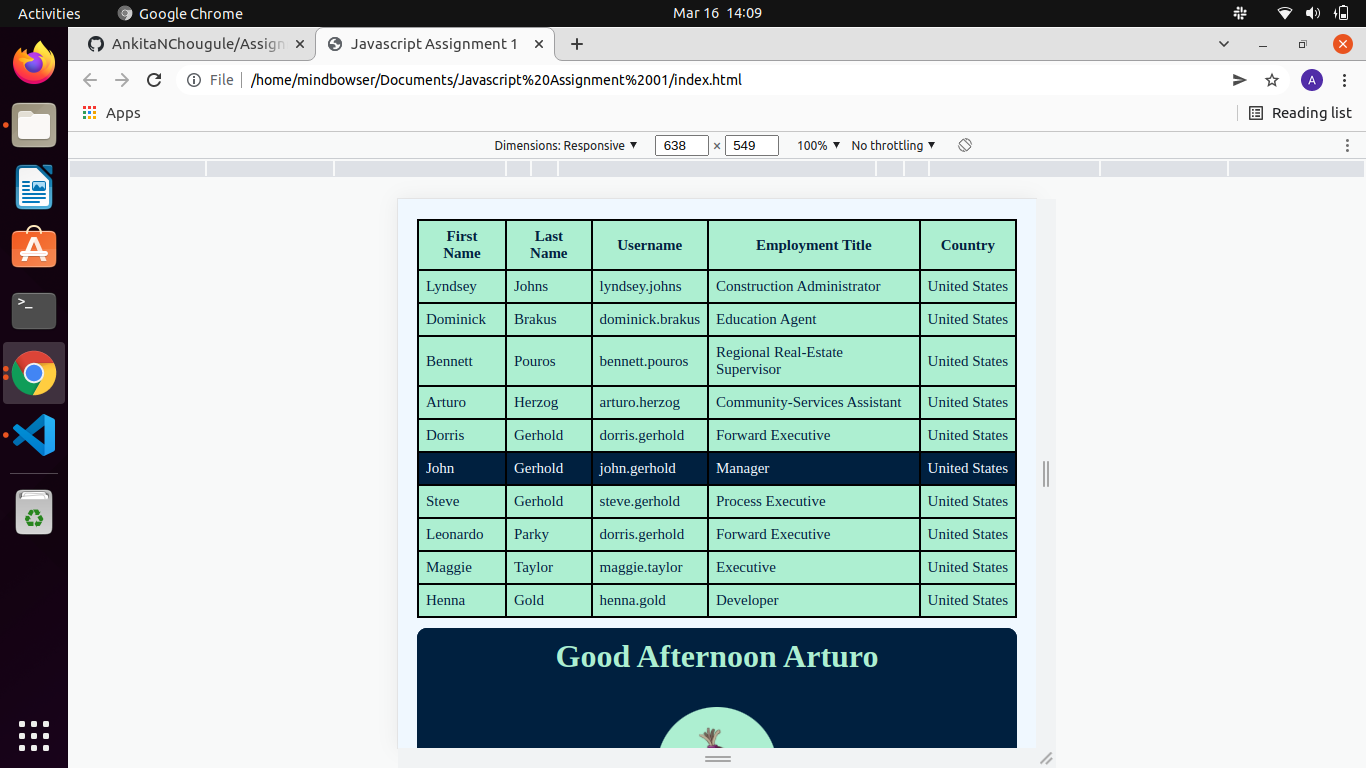 Activities Google Chrome Mar 16 14:09
AnkitaNChougule/Assign Javascript Assignment 1
File /home/mindbowser/Documents/Javascript%20Assignment%2001/index.html A
Apps Reading list
Dimensions: Responsive 638 × 549 100% No throttling
First Name Last Name Username Employment Title Country
Lyndsey Johns lyndsey.johns Construction Administrator United States
Dominick Brakus dominick.brakus Education Agent United States
Bennett Pouros bennett.pouros Regional Real-Estate Supervisor United States
Arturo Herzog arturo.herzog Community-Services Assistant United States
Dorris Gerhold dorris.gerhold Forward Executive United States
John Gerhold john.gerhold Manager United States
Steve Gerhold steve.gerhold Process Executive United States
Leonardo Parky dorris.gerhold Forward Executive United States
Maggie Taylor maggie.taylor Executive United States
Henna Gold henna.gold Developer United States
Good Afternoon Arturo